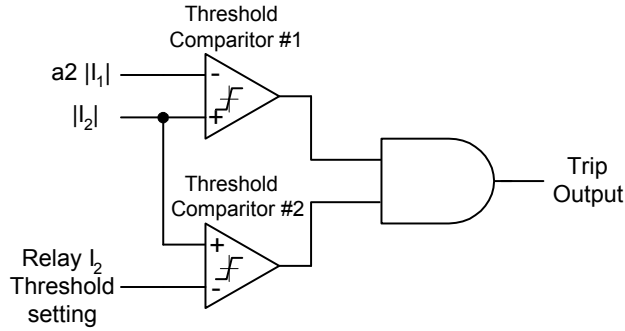 Threshold
Comparitor #1
a2 |I₁|
-
|I₂|
+
Threshold
Comparitor #2
+
Relay I₂
Threshold
setting
-
Trip
Output